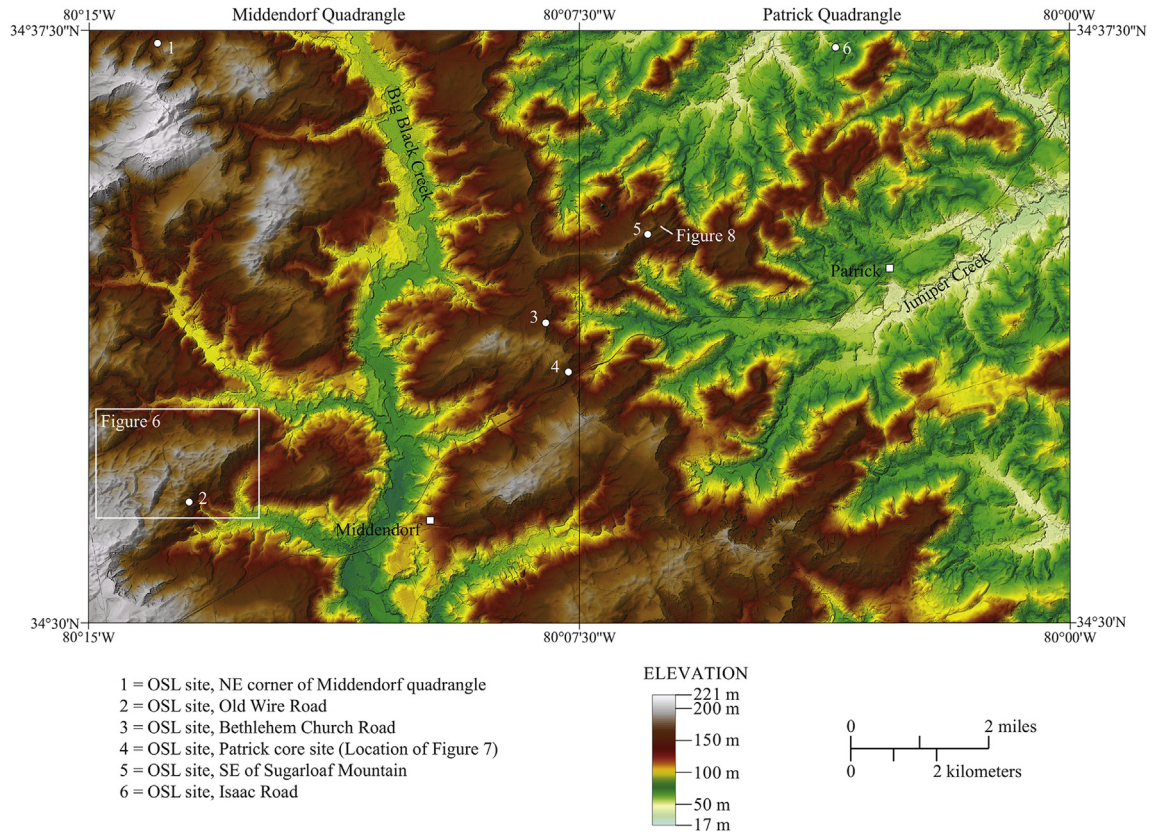 Middendorf Quadrangle
Patrick Quadrangle
80°15"W
80°07'30"W
80°00"W
34°37'30"N
34°37'30"N
1
6
Big Black Creek
5
Figure 8
Patrick
Juniper Creek
3
4
Figure 6
2
Middendorf
34°30"N
34°30"N
80°15"W
80°07'30"W
80°00"W
1 = OSL site, NE corner of Middendorf quadrangle
2 = OSL site, Old Wire Road
3 = OSL site, Bethlehem Church Road
4 = OSL site, Patrick core site (Location of Figure 7)
5 = OSL site, SE of Sugarloaf Mountain
6 = OSL site, Isaac Road
ELEVATION
221 m
200 m
150 m
100 m
50 m
17 m
0 2 miles
0 2 kilometers